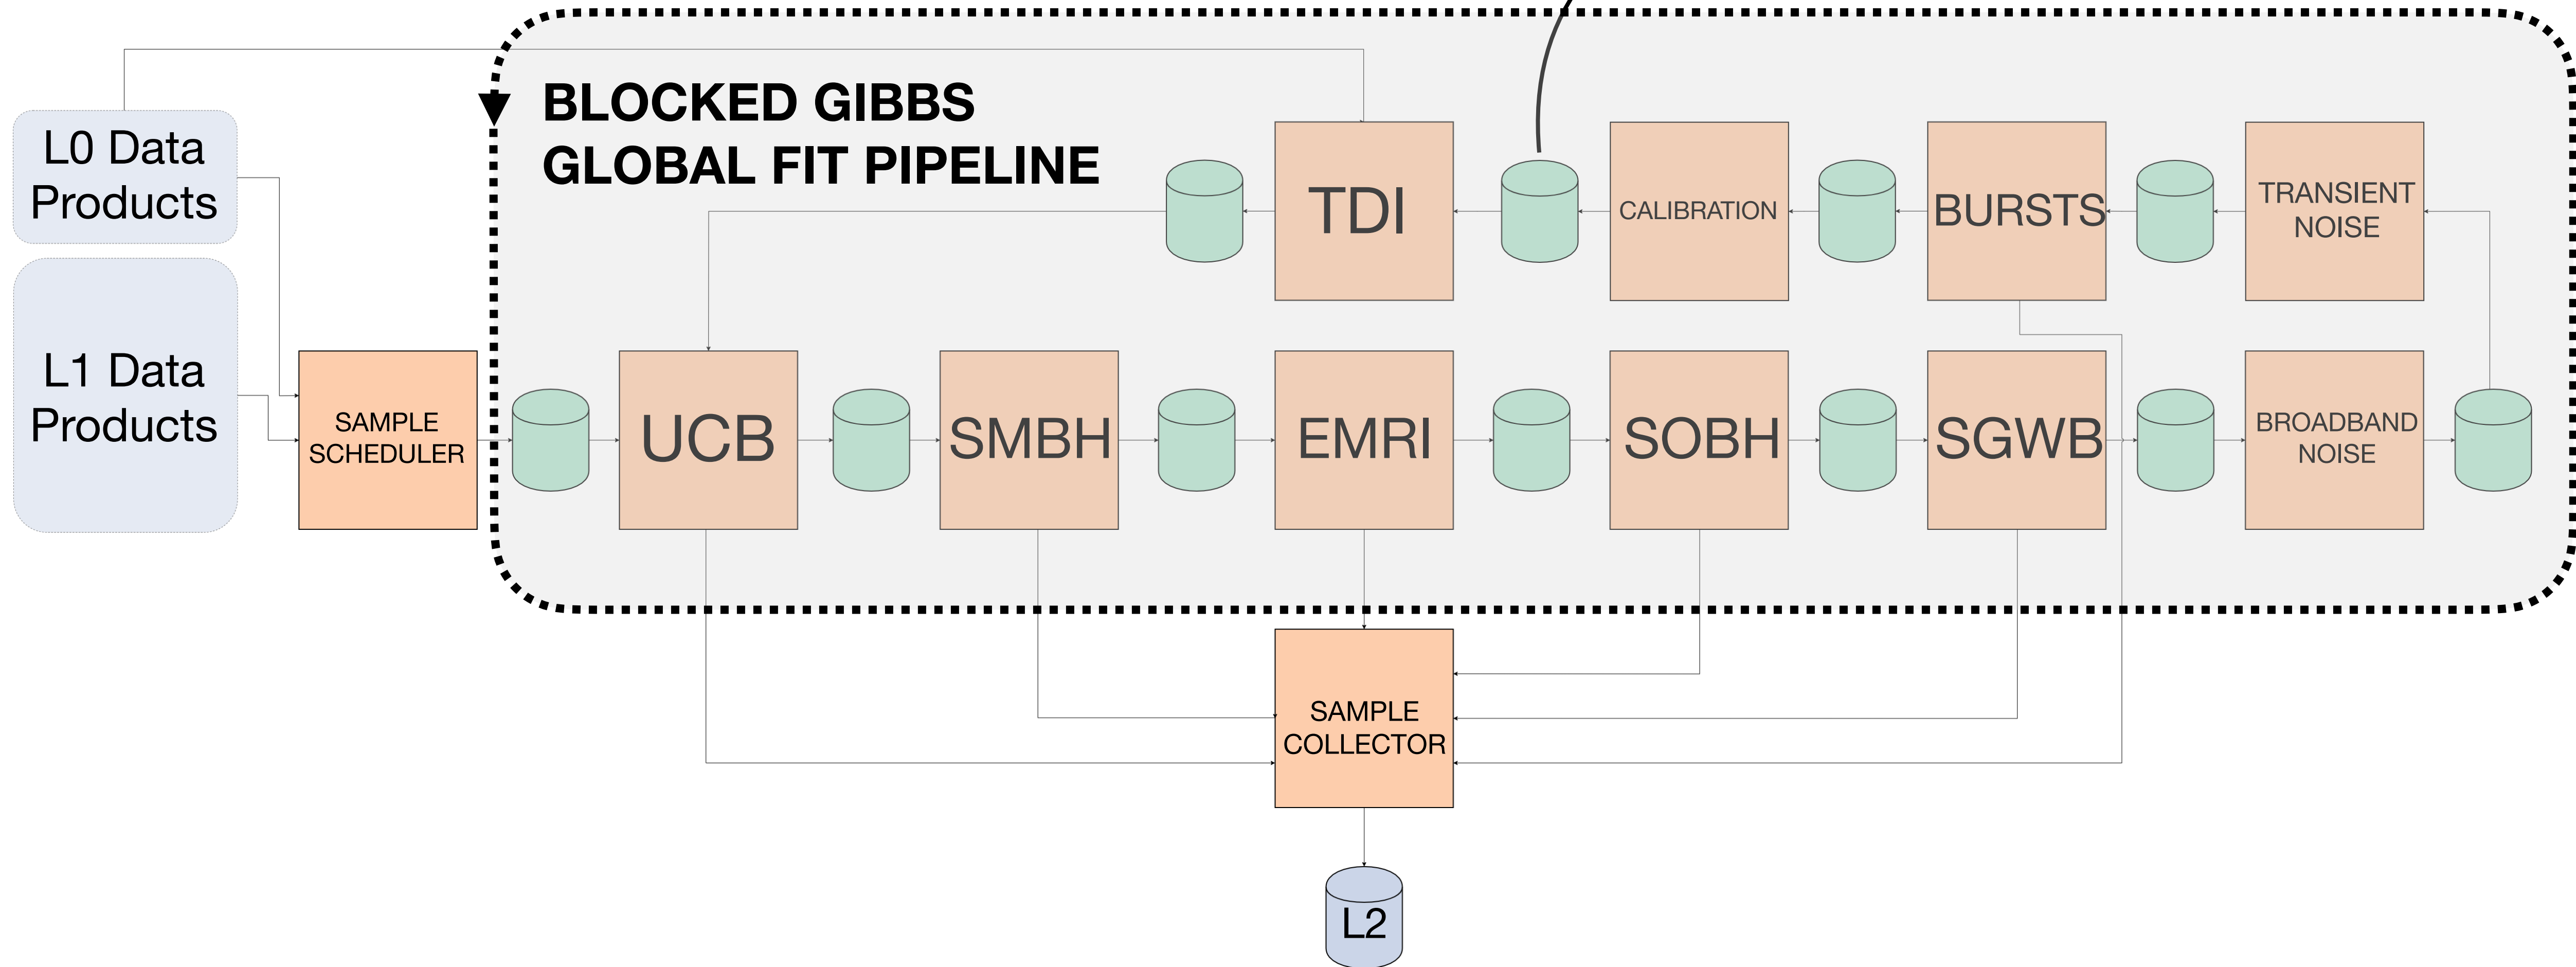 BLOCKED GIBBS
GLOBAL FIT PIPELINE
L0 Data
Products
TDI
CALIBRATION
BURSTS
TRANSIENT
NOISE
L1 Data
Products
SAMPLE
SCHEDULER
UCB
SMBH
EMRI
SOBH
SGWB
BROADBAND
NOISE
SAMPLE
COLLECTOR
L2